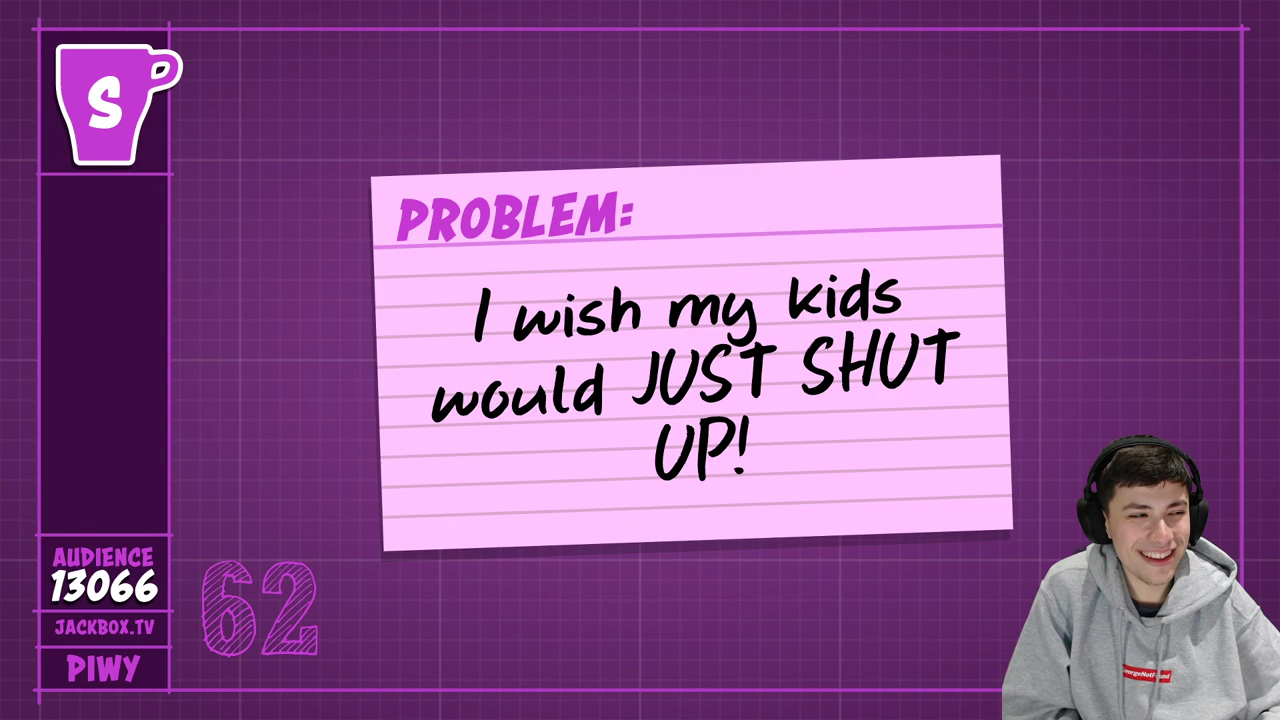 S
PROBLEM:
I wish my kids
would JUST SHUT
UP!
AUDIENCE
13066
JACKBOX.TV
PIWY
62